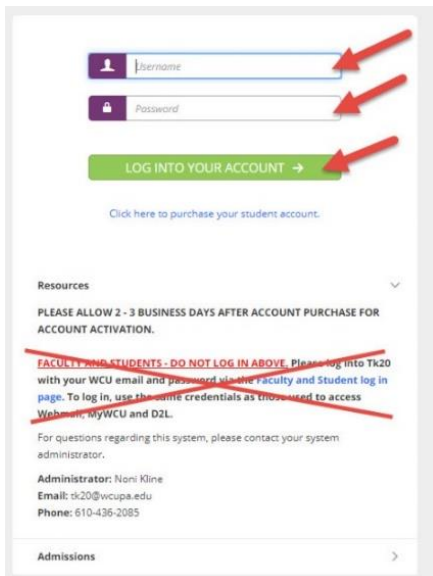 Username
Password
LOG INTO YOUR ACCOUNT →
Click here to purchase your student account.
Resources
PLEASE ALLOW 2 - 3 BUSINESS DAYS AFTER ACCOUNT PURCHASE FOR
ACCOUNT ACTIVATION.
FACULTY AND STUDENTS - DO NOT LOG IN ABOVE. Please log into Tk20
with your WCU email and password via the Faculty and Student log in
page. To log in, use the same credentials as those used to access
Webmail, MyWCU and D2L.
For questions regarding this system, please contact your system
administrator.
Administrator: Noni Kline
Email: tk20@wcupa.edu
Phone: 610-436-2085
Admissions